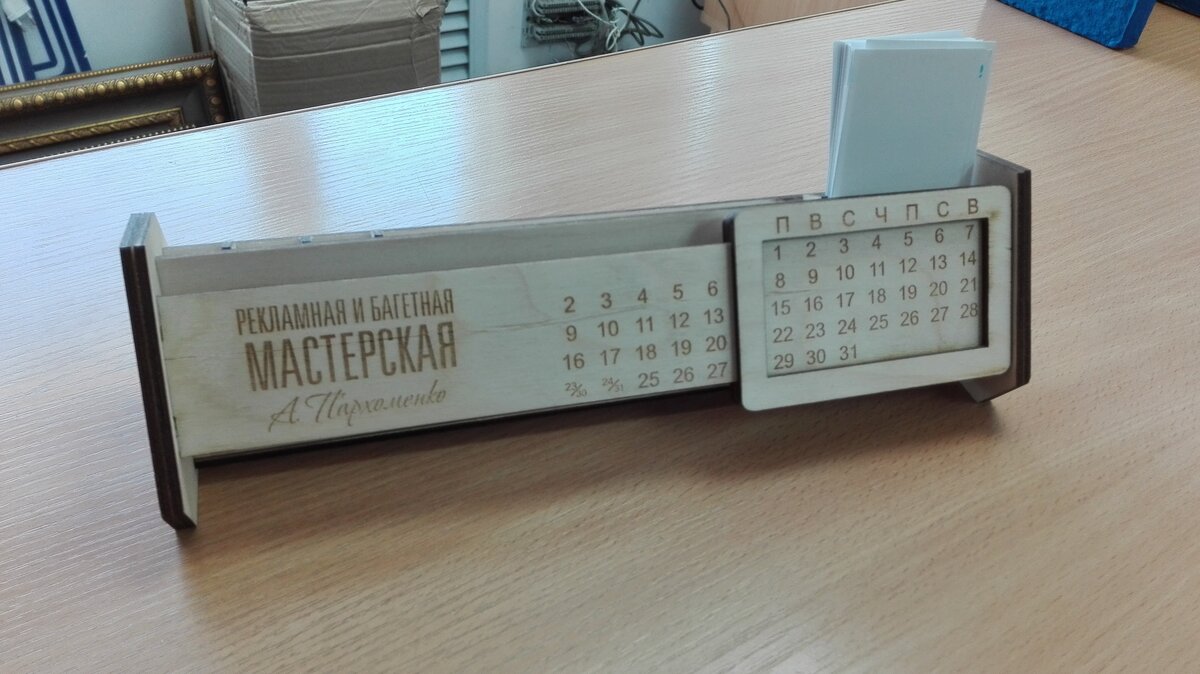 РЕКЛАМНАЯ И БАГЕТНАЯ
МАСТЕРСКАЯ
А Пархоменко
2 3 4 5 6
9 10 11 12 13
16 17 18 19 20
23/30 24/31 25 26 27
П В С Ч П С В
1 2 3 4 5 6 7
8 9 10 11 12 13 14
15 16 17 18 19 20 21
22 23 24 25 26 27 28
29 30 31